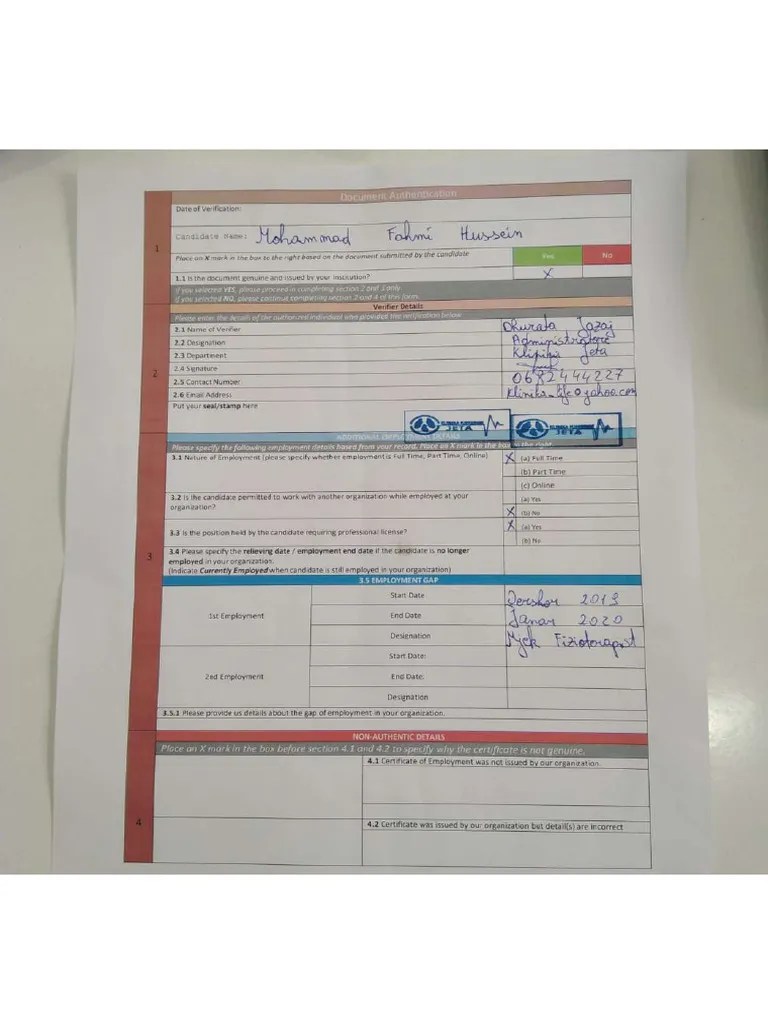 Document Authentication
Date of Verification:
1
Candidate Name: Mohammad Fahmi Hussein
Place an X mark in the box to the right based on the document submitted by the candidate
Yes No
1.1 Is the document genuine and issued by your institution? X
If you selected YES, please proceed in completing section 2 and 3 only.
If you selected NO, please continue completing section 2 and 4 of this form.
Verifier Details
Please enter the details of the authorized individual who provided the verification below
2
2.1 Name of Verifier Dhurata Jazaj
2.2 Designation Administratore
2.3 Department Klinika Jeta
2.4 Signature
2.5 Contact Number 0682444227
2.6 Email Address Klinika_life@yahoo.com
Put your seal/stamp here
JETA
JETA
3
Please specify the following employment details based from your record. Place an X mark in the box on the right
3.1 Nature of Employment (please specify whether employment is Full Time, Part Time, Online) X (a) Full Time
(b) Part Time
(c) Online
3.2 Is the candidate permitted to work with another organization while employed at your organization?
(a) Yes
X (b) No
3.3 Is the position held by the candidate requiring professional license?
X (a) Yes
(b) No
3.4 Please specify the relieving date / employment end date if the candidate is no longer
employed in your organization.
(Indicate Currently Employed when candidate is still employed in your organization)
3.5 EMPLOYMENT GAP
1st Employment
Start Date Qershor 2019
End Date Janar 2020
Designation Mjek Fizioterapist
2ed Employment
Start Date:
End Date:
Designation
3.5.1 Please provide us details about the gap of employment in your organization.
NON-AUTHENTIC DETAILS
Place an X mark in the box before section 4.1 and 4.2 to specify why the certificate is not genuine.
4
4.1 Certificate of Employment was not issued by our organization.
4.2 Certificate was issued by our organization but detail(s) are incorrect